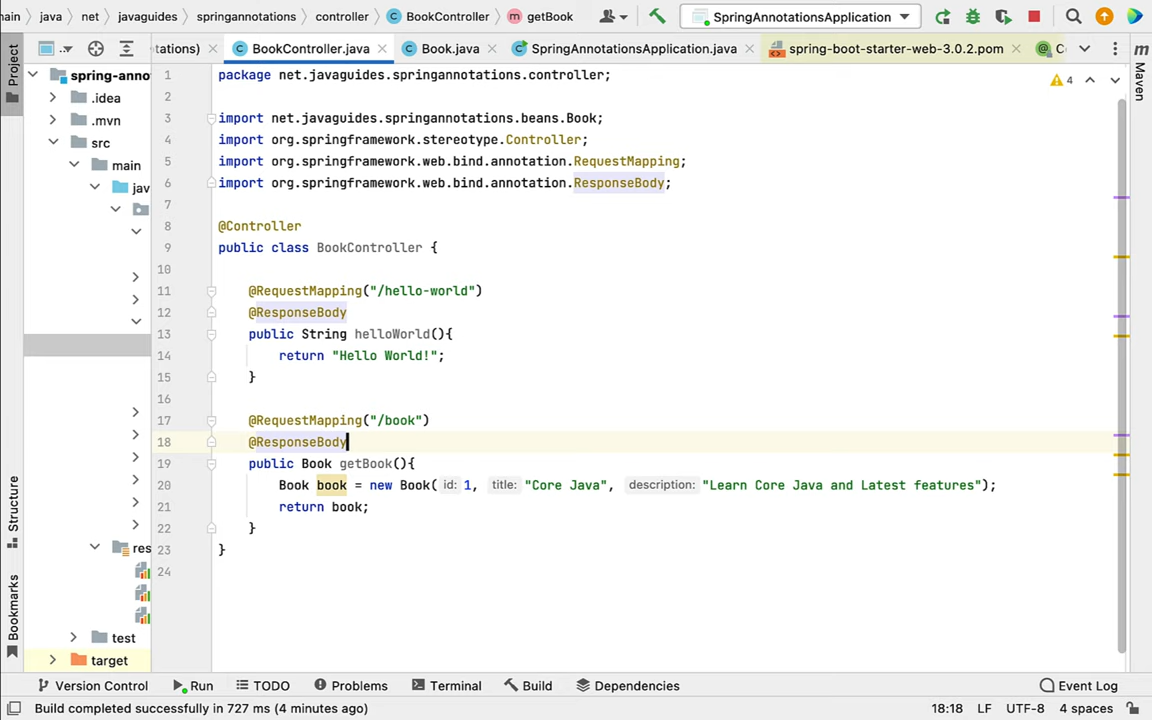 nain java net javaguides springannotations controller BookController getBook SpringAnnotationsApplication
tations) BookController.java Book.java SpringAnnotationsApplication.java spring-boot-starter-web-3.0.2.pom C
Project
Structure
Bookmarks
spring-anno
.idea
.mvn
src
main
jav
res
test
target
1 package net.javaguides.springannotations.controller;
2
3 import net.javaguides.springannotations.beans.Book;
4 import org.springframework.stereotype.Controller;
5 import org.springframework.web.bind.annotation.RequestMapping;
6 import org.springframework.web.bind.annotation.ResponseBody;
7
8 @Controller
9 public class BookController {
10
11 @RequestMapping("/hello-world")
12 @ResponseBody
13 public String helloWorld(){
14 return "Hello World!";
15 }
16
17 @RequestMapping("/book")
18 @ResponseBody
19 public Book getBook(){
20 Book book = new Book( id: 1, title: "Core Java", description: "Learn Core Java and Latest features");
21 return book;
22 }
23 }
24
4
m
Maven
Version Control Run TODO Problems Terminal Build Dependencies Event Log
Build completed successfully in 727 ms (4 minutes ago) 18:18 LF UTF-8 4 spaces